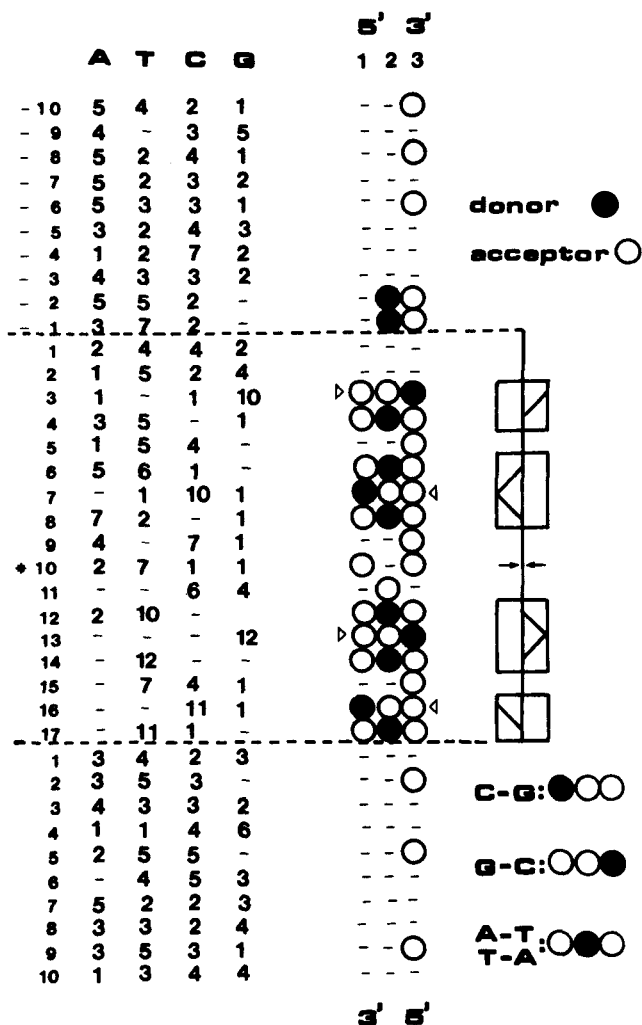 5' 3'
A T C G 1 2 3
-10 5 4 2 1 - -
- 9 4 - 3 5 - - -
- 8 5 2 4 1 - -
- 7 5 2 3 2 - - -
- 6 5 3 3 1 - - donor
- 5 3 2 4 3 - - -
- 4 1 2 7 2 - - - acceptor
- 3 4 3 3 2 - - -
- 2 5 5 2 - -
- 1 3 7 2 - -
1 2 4 4 2 - - -
2 1 5 2 4 - - -
3 1 - 1 10
4 3 5 - 1
5 1 5 4 - - -
6 5 6 1 -
7 - 1 10 1
8 7 2 - 1
9 4 - 7 1 - -
*10 2 7 1 1 -
11 - - 6 4 - -
12 2 10 - -
13 - - - 12
14 - 12 - -
15 - 7 4 1 - -
16 - - 11 1
17 - 11 1 -
1 3 4 2 3 - - -
2 3 5 3 - - - C-G:
3 4 3 3 2 - - -
4 1 1 4 6 - - -
5 2 5 5 - - - G-C:
6 - 4 5 3 - - -
7 5 2 2 3 - - -
8 3 3 2 4 - - - A-T
9 3 5 3 1 - - T-A:
10 1 3 4 4 - - -
3' 5'